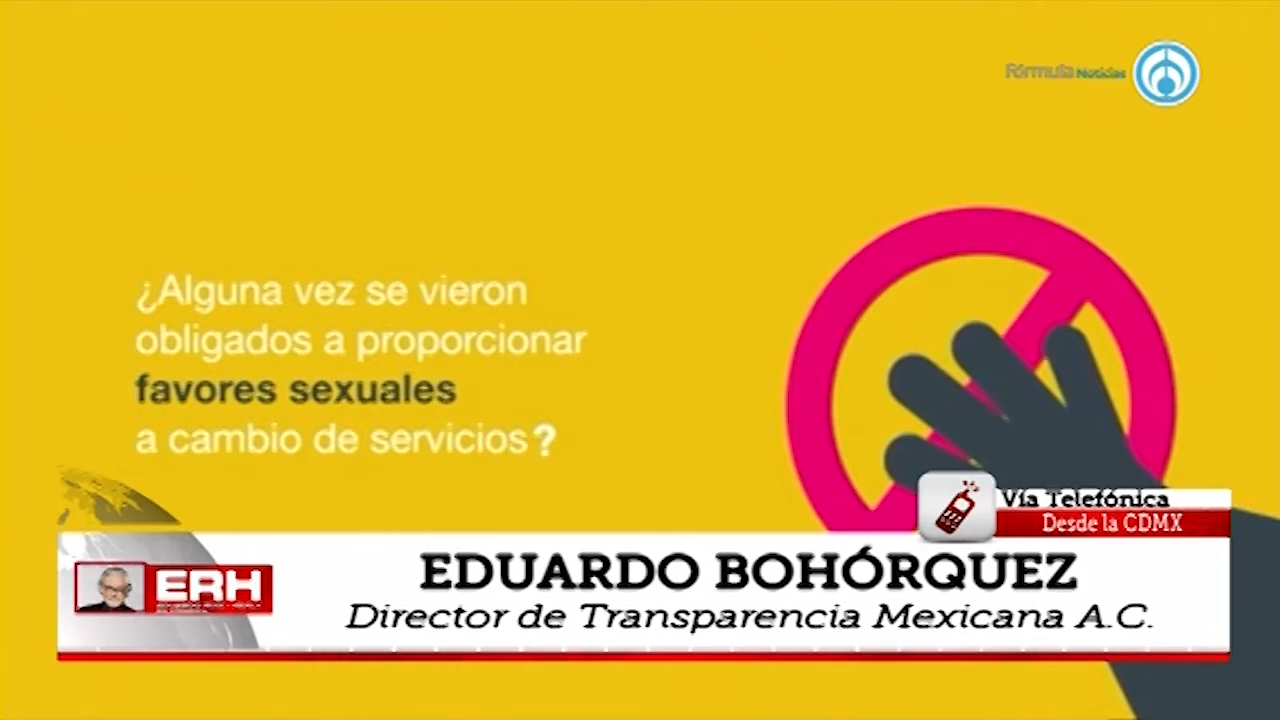 Fórmula Noticias
¿Alguna vez se vieron
obligados a proporcionar
favores sexuales
a cambio de servicios?
Vía Telefónica
Desde la CDMX
ERH
EDUARDO BOHÓRQUEZ
Director de Transparencia Mexicana A.C.